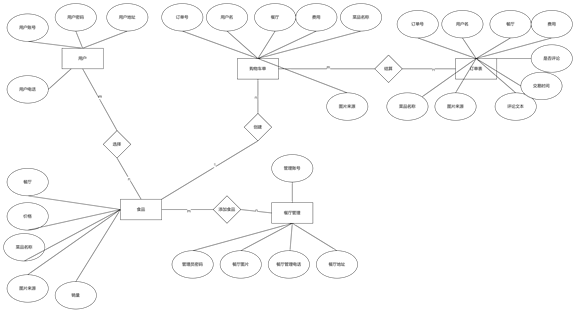 用户密码
用户地址
用户账号
用户
用户电话
订单号
用户名
餐厅
费用
菜品名称
购物车单
图片来源
结算
订单号
用户名
餐厅
费用
订单表
是否评论
交易时间
菜品名称
图片来源
评论文本
选择
创建
餐厅
价格
菜品名称
图片来源
销量
食品
添加食品
管理账号
餐厅管理
管理员密码
餐厅图片
餐厅管理电话
餐厅地址